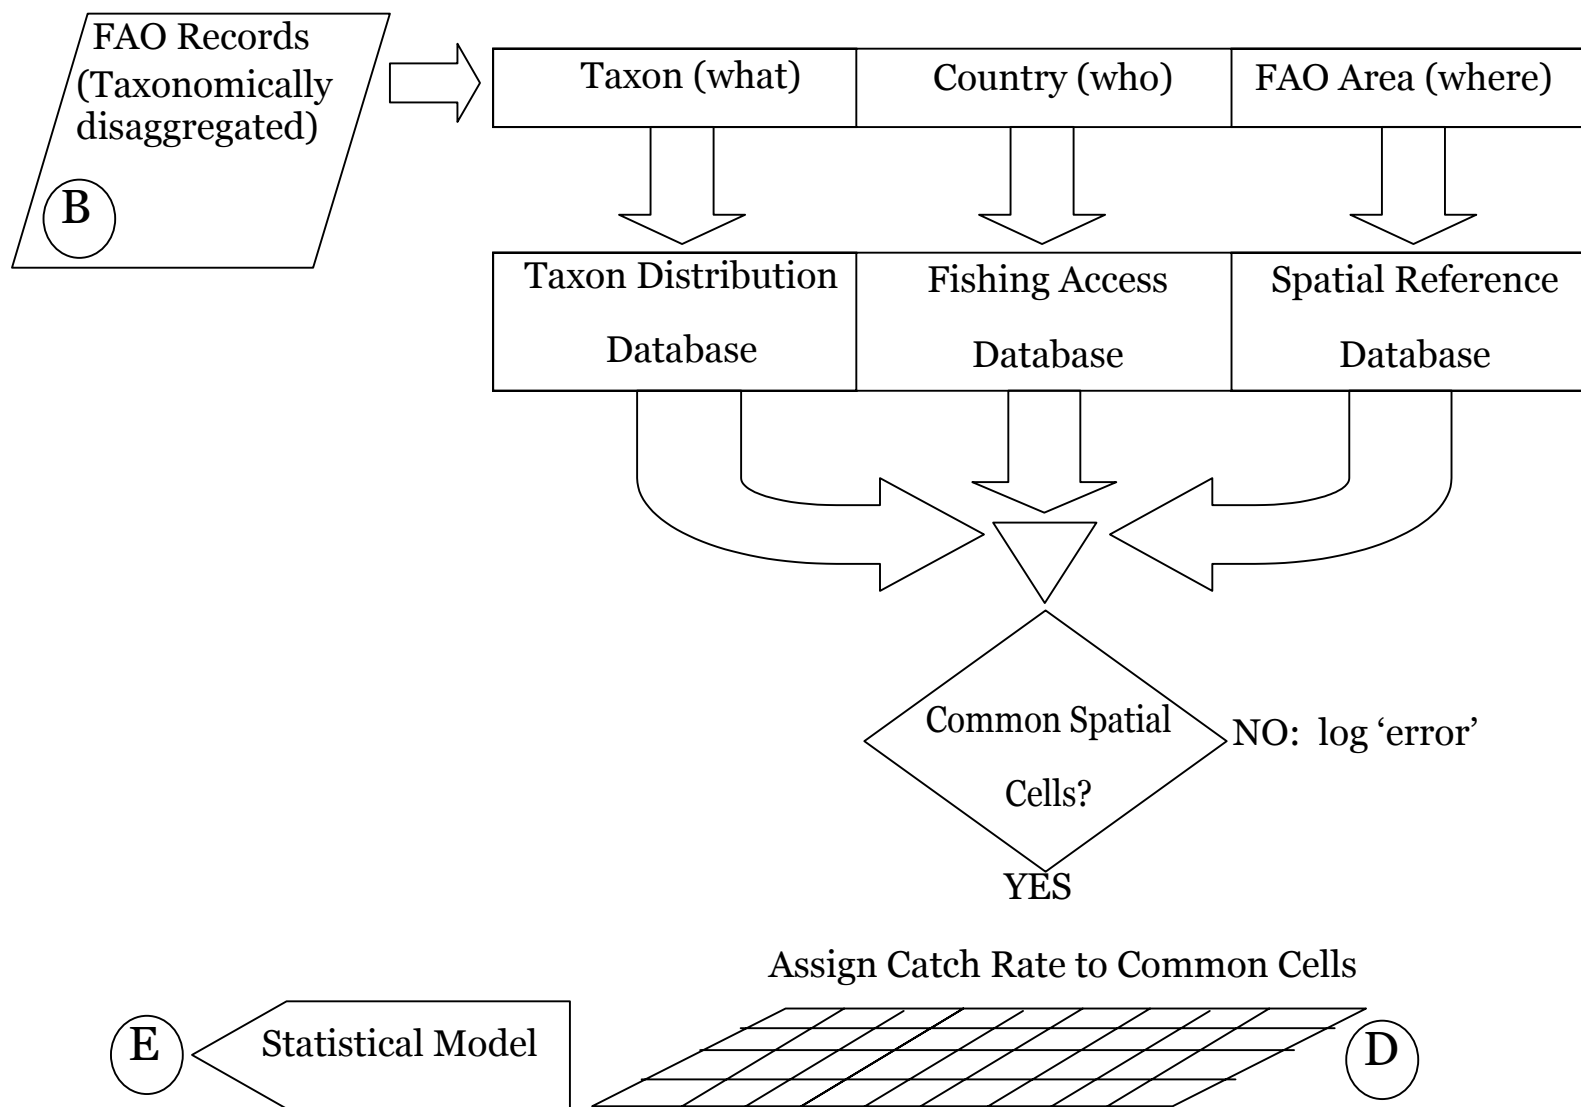 FAO Records
(Taxonomically
disaggregated)
B
Taxon (what)
Country (who)
FAO Area (where)
Taxon Distribution
Database
Fishing Access
Database
Spatial Reference
Database
Common Spatial
Cells?
NO: log ‘error’
YES
Assign Catch Rate to Common Cells
E
Statistical Model
D